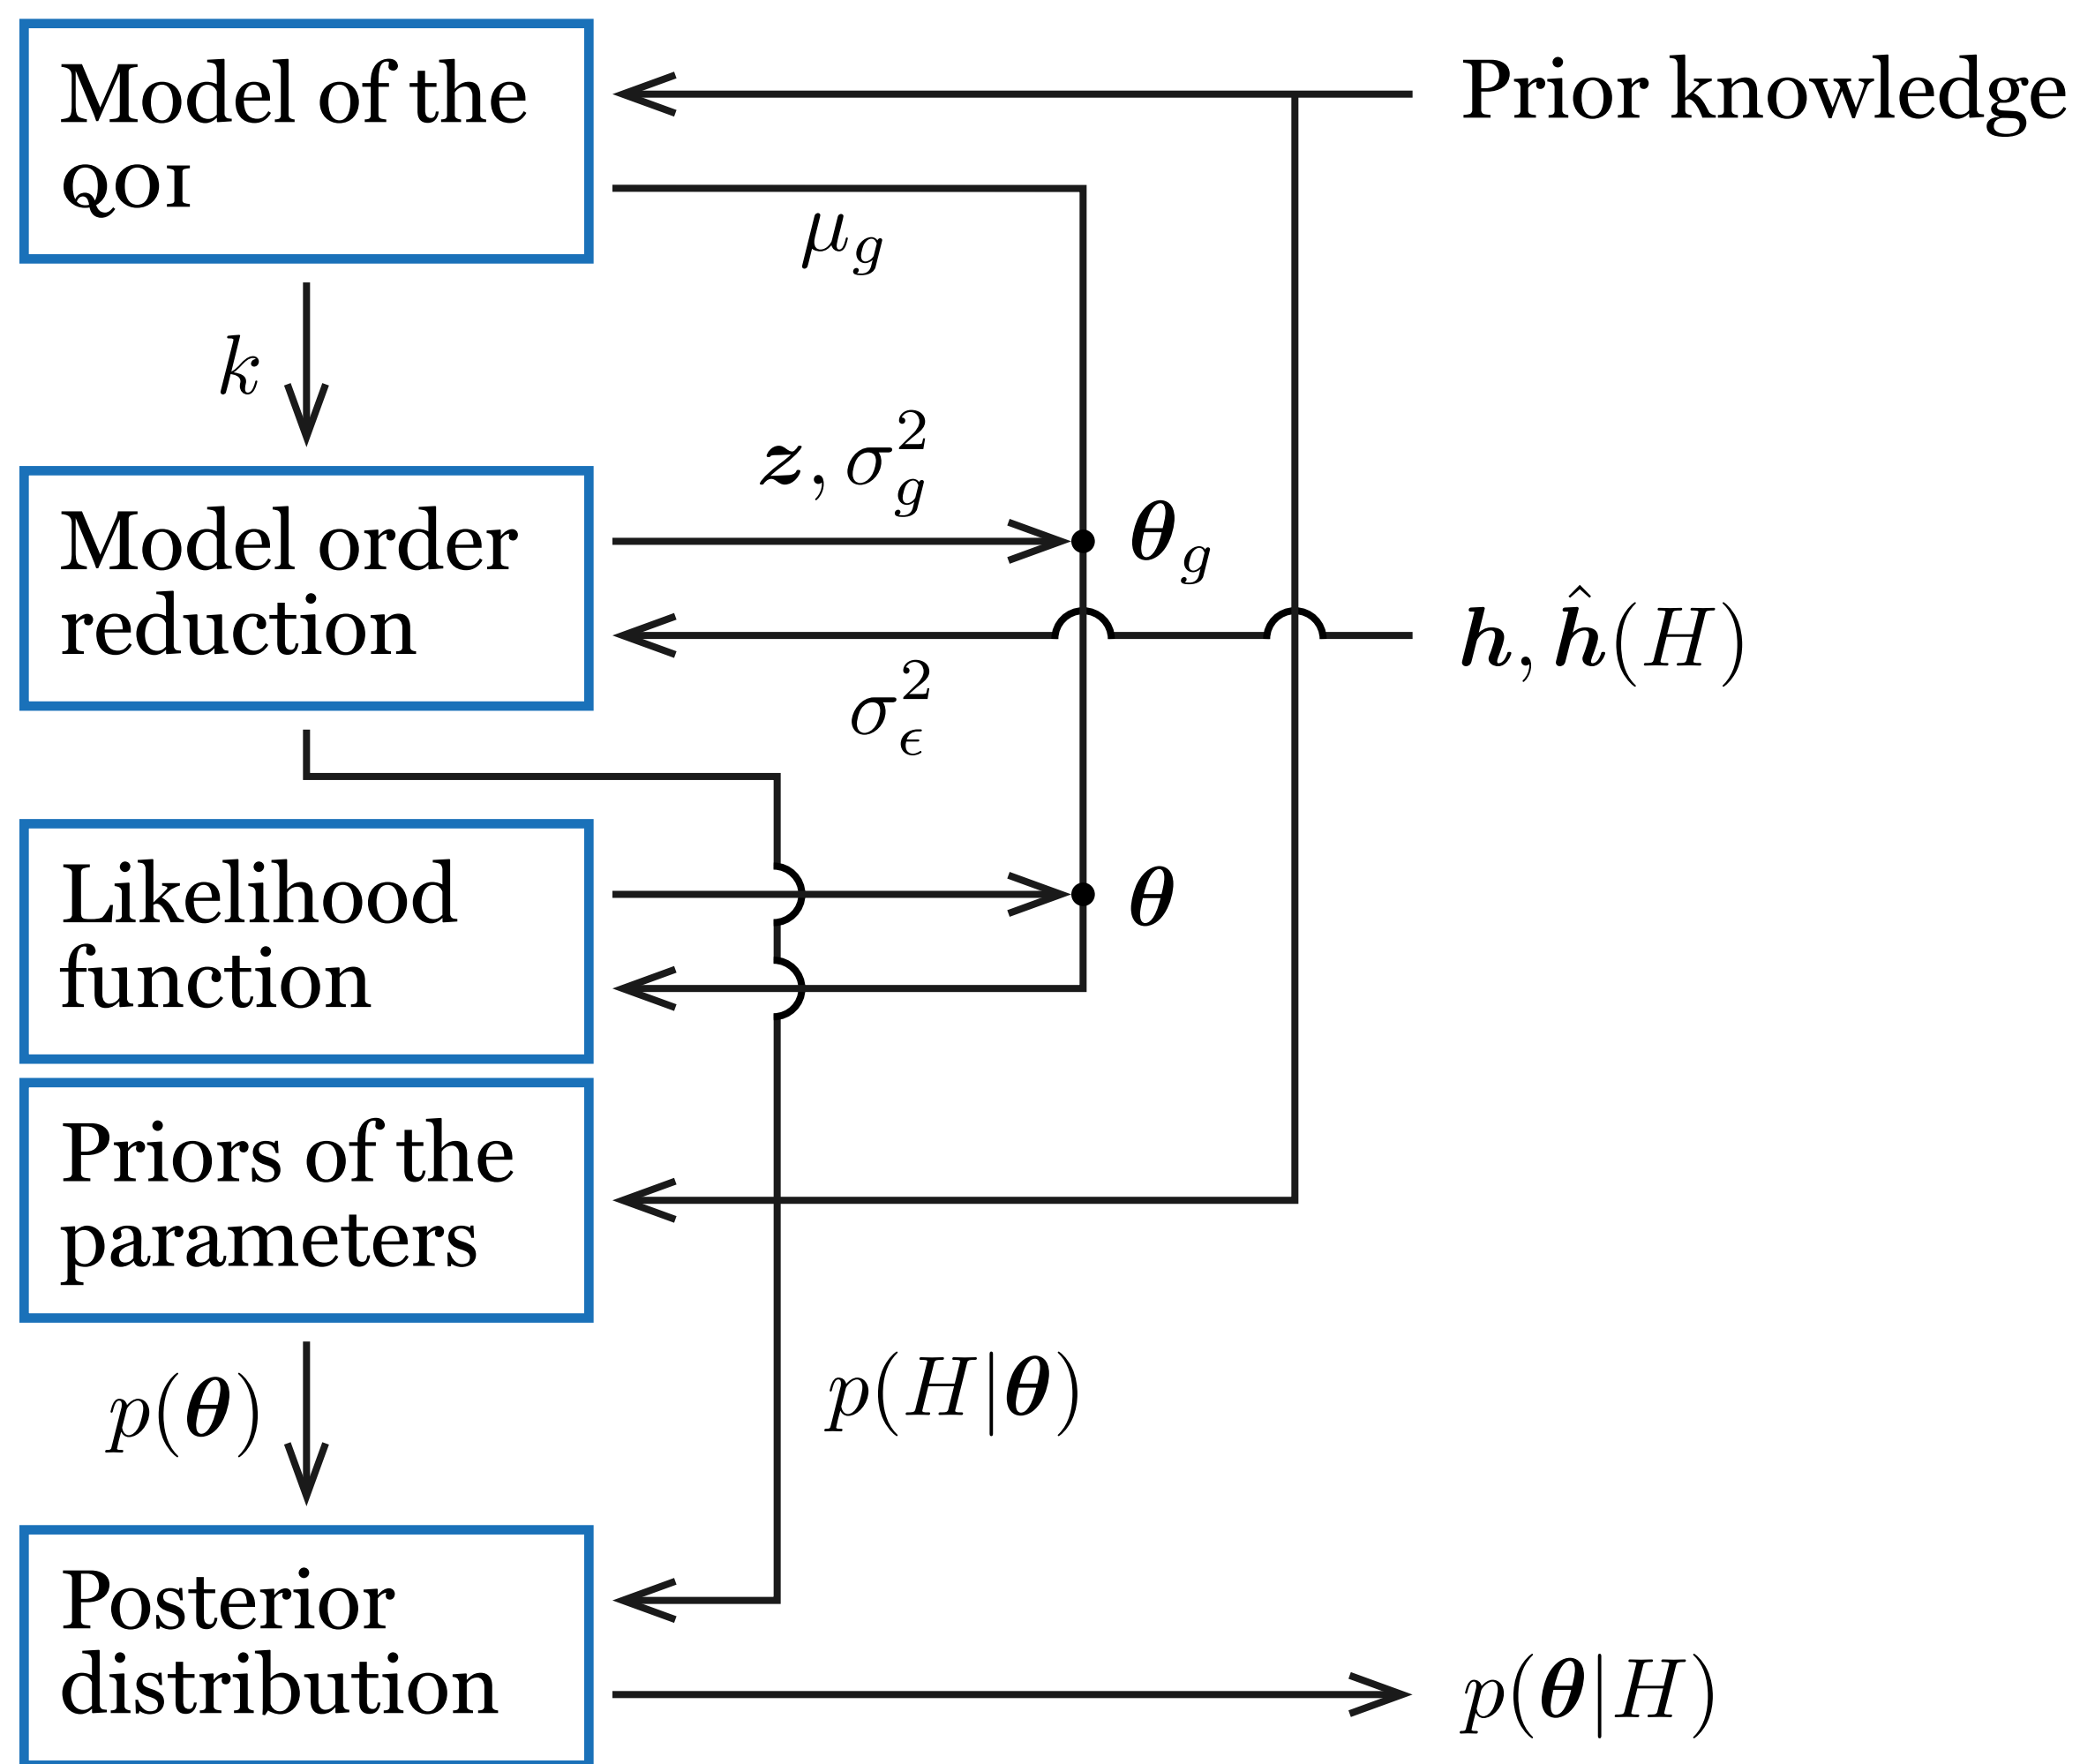 Model of the
QOI
Prior knowledge
μ_g
k
z, σ_g^2
Model order
reduction
θ_g
h, ĥ(H)
σ_ϵ^2
Likelihood
function
θ
Priors of the
parameters
p(θ)
p(H|θ)
Posterior
distribution
p(θ|H)